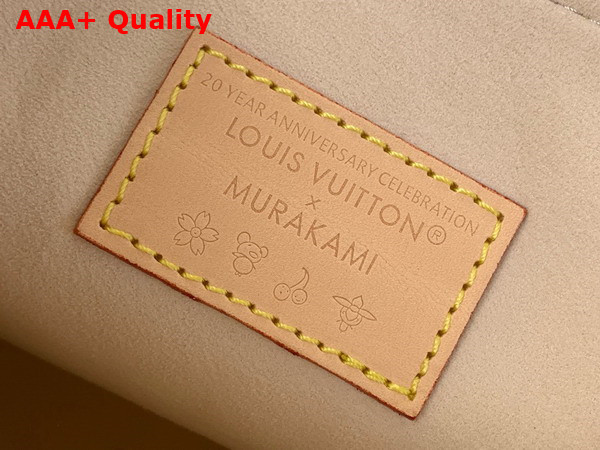 AAA+ Quality
20 YEAR ANNIVERSARY CELEBRATION
LOUIS VUITTON®
×
MURAKAMI